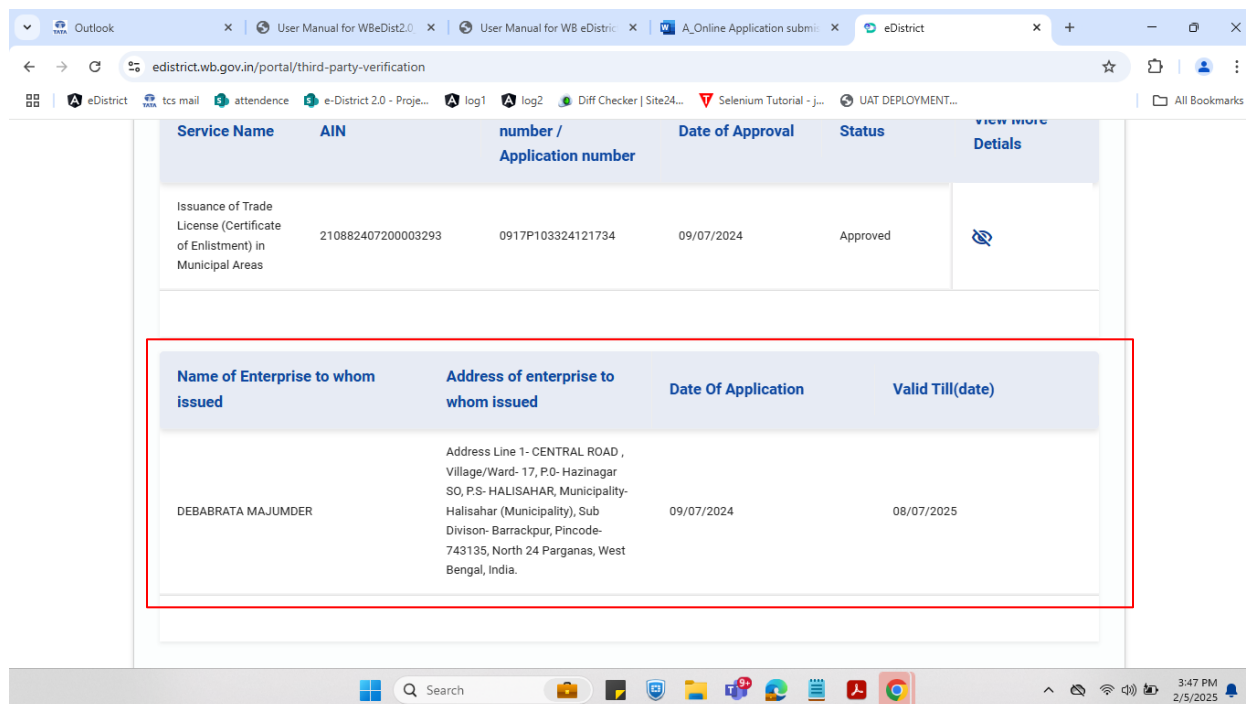 Outlook
User Manual for WBeDist2.0
User Manual for WB eDistric
A_Online Application submis
eDistrict
edistrict.wb.gov.in/portal/third-party-verification
eDistrict
tcs mail
attendence
e-District 2.0 - Proje...
log1
log2
Diff Checker | Site24...
Selenium Tutorial - j...
UAT DEPLOYMENT...
All Bookmarks
Service Name
AIN
number /
Application number
Date of Approval
Status
View More
Detials
Issuance of Trade
License (Certificate
of Enlistment) in
Municipal Areas
210882407200003293
0917P103324121734
09/07/2024
Approved
Name of Enterprise to whom
issued
Address of enterprise to
whom issued
Date Of Application
Valid Till(date)
DEBABRATA MAJUMDER
Address Line 1- CENTRAL ROAD ,
Village/Ward- 17, P.0- Hazinagar
SO, P.S- HALISAHAR, Municipality-
Halisahar (Municipality), Sub
Divison- Barrackpur, Pincode-
743135, North 24 Parganas, West
Bengal, India.
09/07/2024
08/07/2025
Search
9+
3:47 PM
2/5/2025